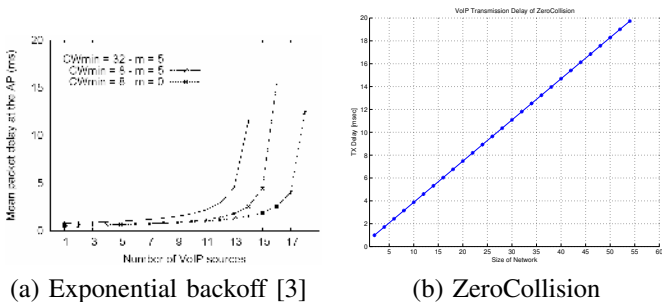 20
15
10
5
0
Mean packet delay at the AP (ms)
CWmin = 32 - m = 5
CWmin = 8 - m = 5
CWmin = 8 - m = 0
1 3 5 7 9 11 13 15 17
Number of VoIP sources
(a) Exponential backoff [3]
VoIP Transmission Delay of ZeroCollision
20
18
16
14
12
10
8
6
4
2
0
TX Delay [msec]
5 10 15 20 25 30 35 40 45 50 55 60
Size of Network
(b) ZeroCollision